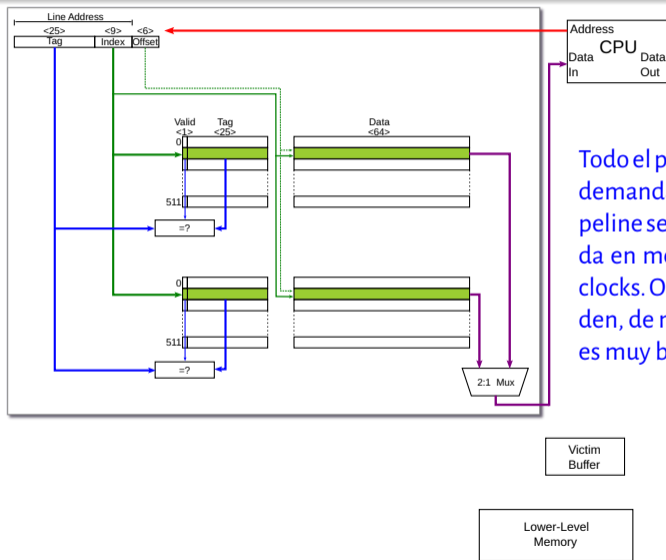 Line Address
<25> <9> <6>
Tag Index Offset
Address
CPU
Data Data
In Out
Valid Tag Data
<1> <25> <64>
0
511
=?
0
511
=?
2:1 Mux
Todo el
demand
peline se
da en
clocks.
den, de
es muy
Victim
Buffer
Lower-Level
Memory